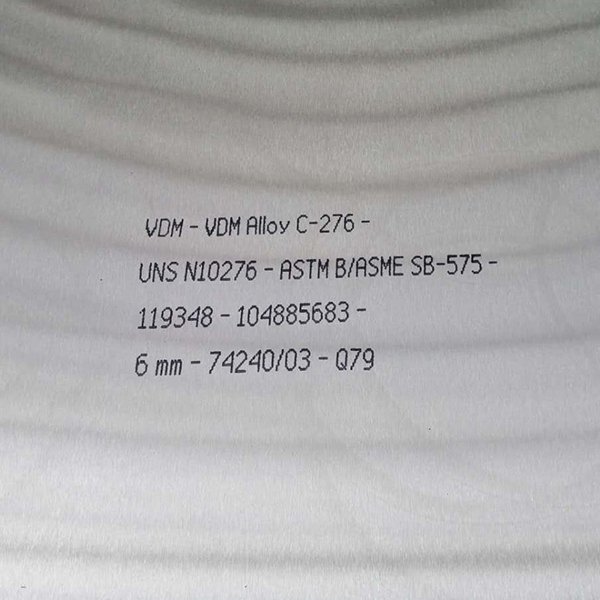 VDM - VDM Alloy C-276 -
UNS N10276 - ASTM B/ASME SB-575 -
119348 - 104885683 -
6 mm - 74240/03 - Q79